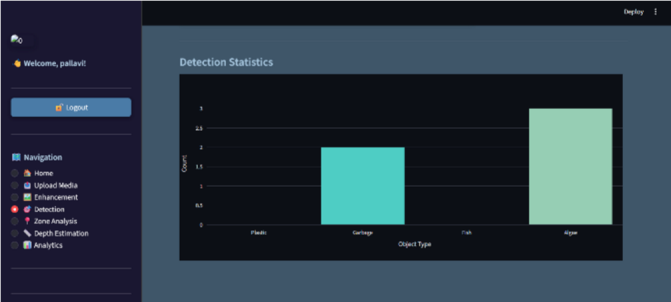 Deploy
👋 Welcome, pallavi!
Logout
Navigation
Home
Upload Media
Enhancement
Detection
Zone Analysis
Depth Estimation
Analytics
Detection Statistics
3
2.5
2
1.5
1
0.5
0
Count
Plastic
Garbage
Fish
Algae
Object Type